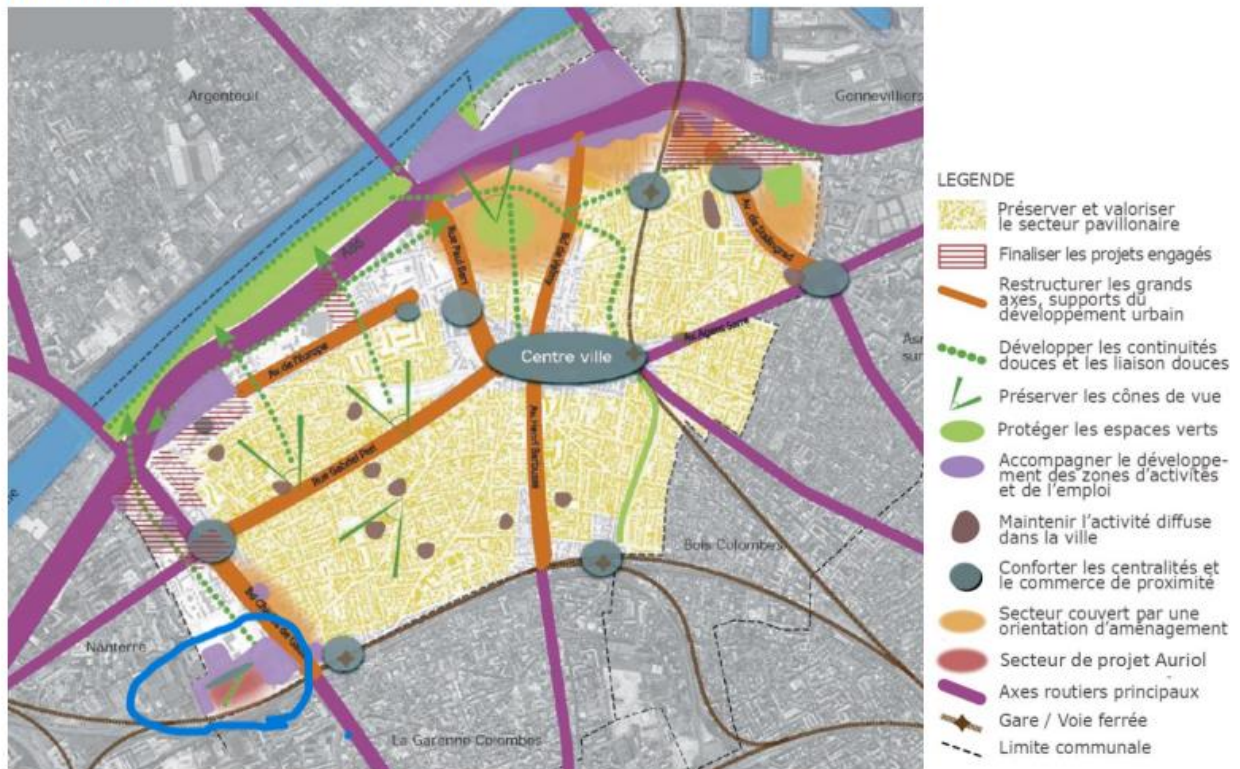 Argenteuil
Gennevilliers
A86
Rue Paul Bert
Av. de Stalingrad
Centre ville
Av. Agent Sarre
Av. de l'Europe
Rue Gabriel Péri
Av. Henri Barbusse
Bois Colombes
Nanterre
La Garenne Colombes
LEGENDE
Préserver et valoriser
le secteur pavillonaire
Finaliser les projets engagés
Restructurer les grands
axes, supports du
développement urbain
Développer les continuités
douces et les liaison douces
Préserver les cônes de vue
Protéger les espaces verts
Accompagner le développe-
ment des zones d'activités
et de l'emploi
Maintenir l'activité diffuse
dans la ville
Conforter les centralités et
le commerce de proximité
Secteur couvert par une
orientation d'aménagement
Secteur de projet Auriol
Axes routiers principaux
Gare / Voie ferrée
Limite communale